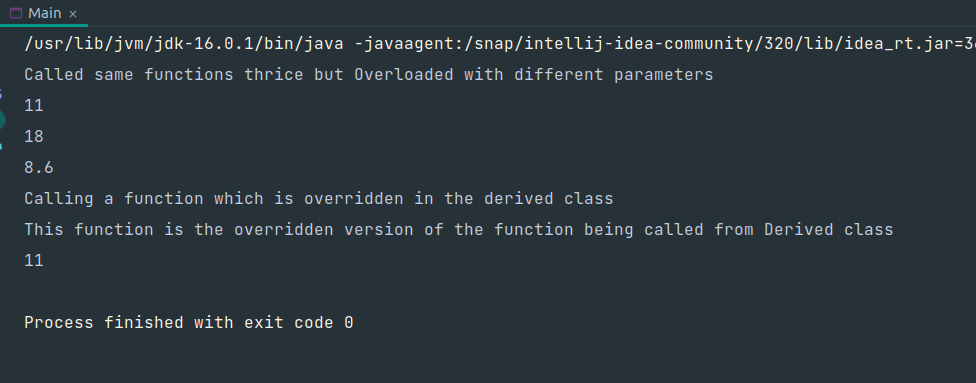 Main ×
/usr/lib/jvm/jdk-16.0.1/bin/java -javaagent:/snap/intellij-idea-community/320/lib/idea_rt.jar=3
Called same functions thrice but Overloaded with different parameters
11
18
8.6
Calling a function which is overridden in the derived class
This function is the overridden version of the function being called from Derived class
11
Process finished with exit code 0